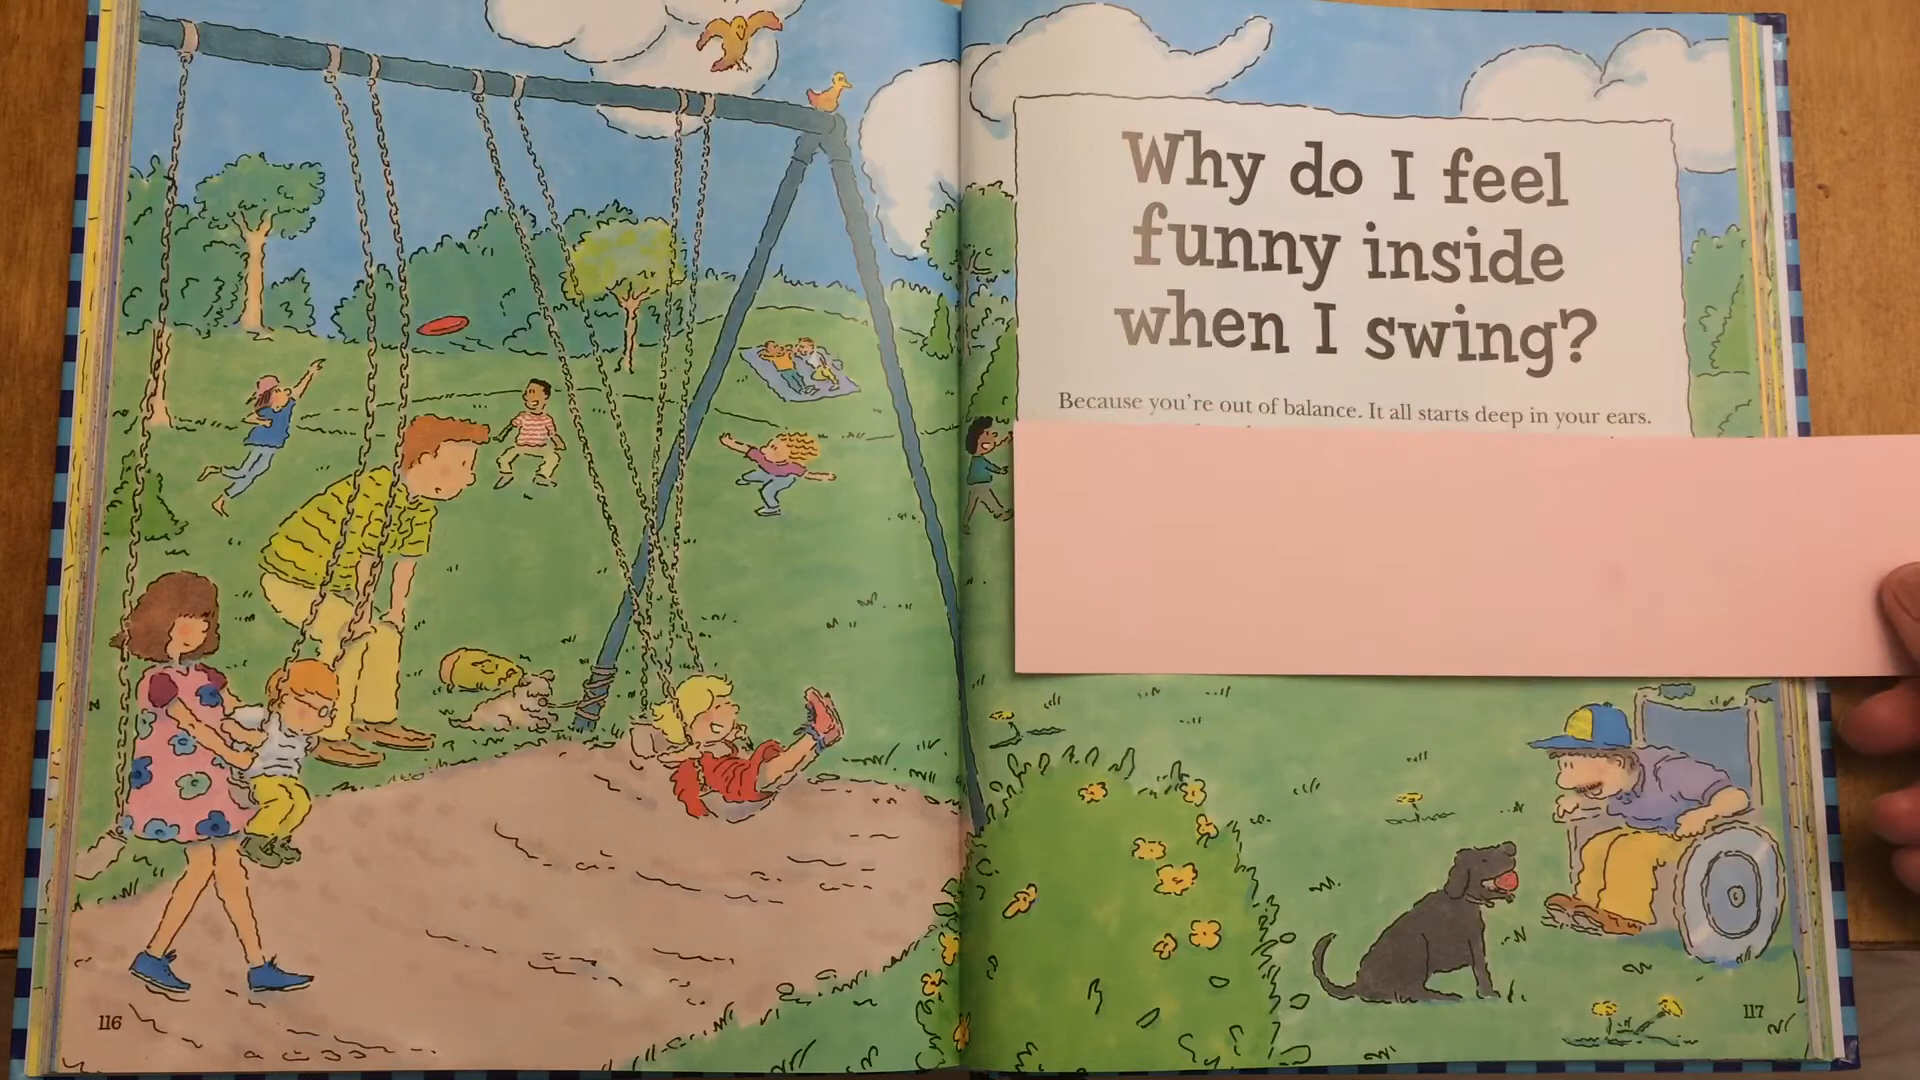 Why do I feel
funny inside
when I swing?
Because you're out of balance. It all starts deep in your ears.
116
117